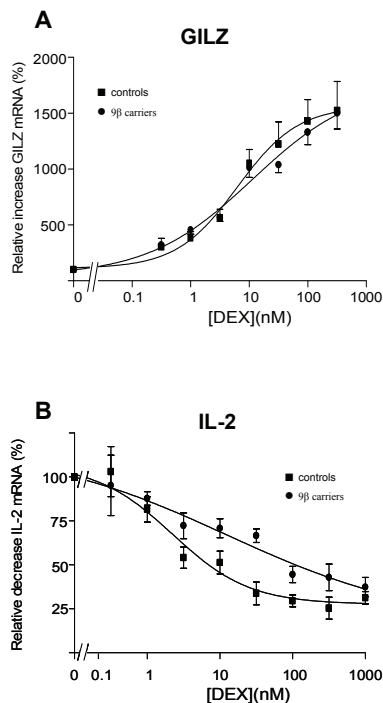 A
GILZ
Relative increase GILZ mRNA (%)
2000
1500
1000
500
controls
9β carriers
0 0.1 1 10 100 1000
[DEX](nM)
B
IL-2
Relative decrease IL-2 mRNA (%)
100
75
50
25
controls
9β carriers
0 0.1 1 10 100 1000
[DEX](nM)